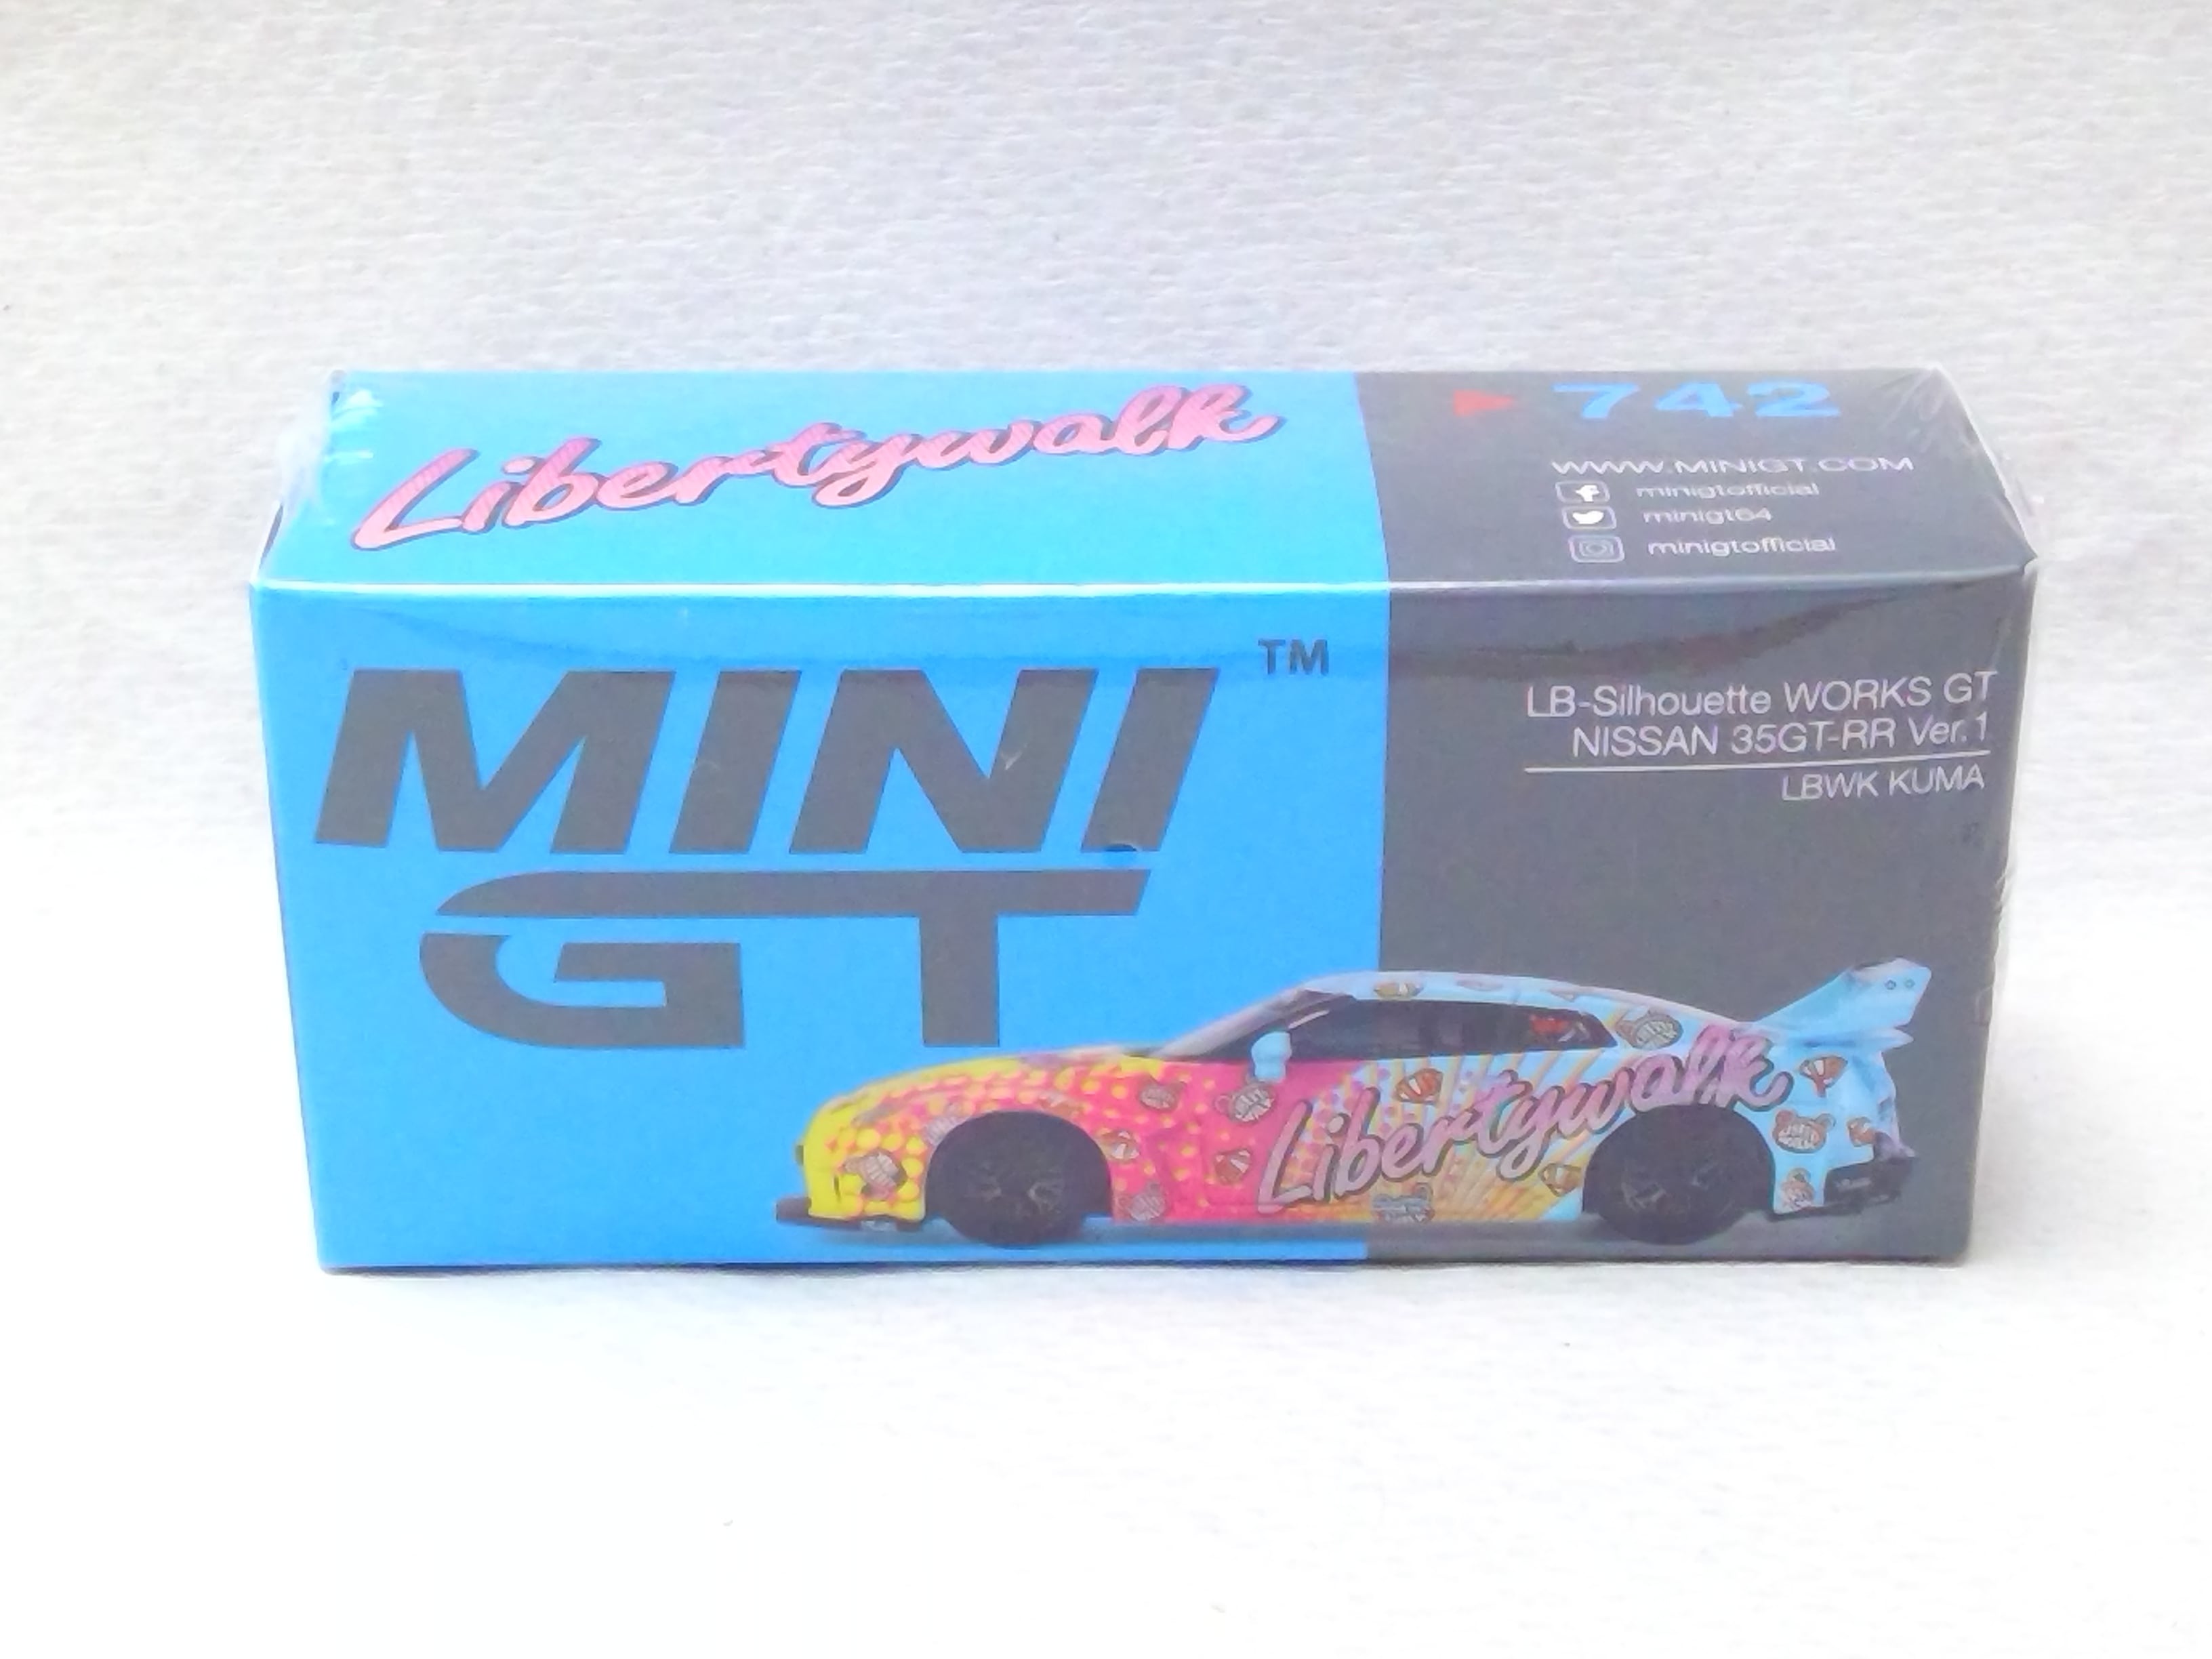 Libertywalk
742
WWW.MINIGT.COM
minigtofficial
minigt64
minigtofficial
MINI
GT
TM
LB-Silhouette WORKS GT
NISSAN 35GT-RR Ver.1
LBWK KUMA
Libertywalk